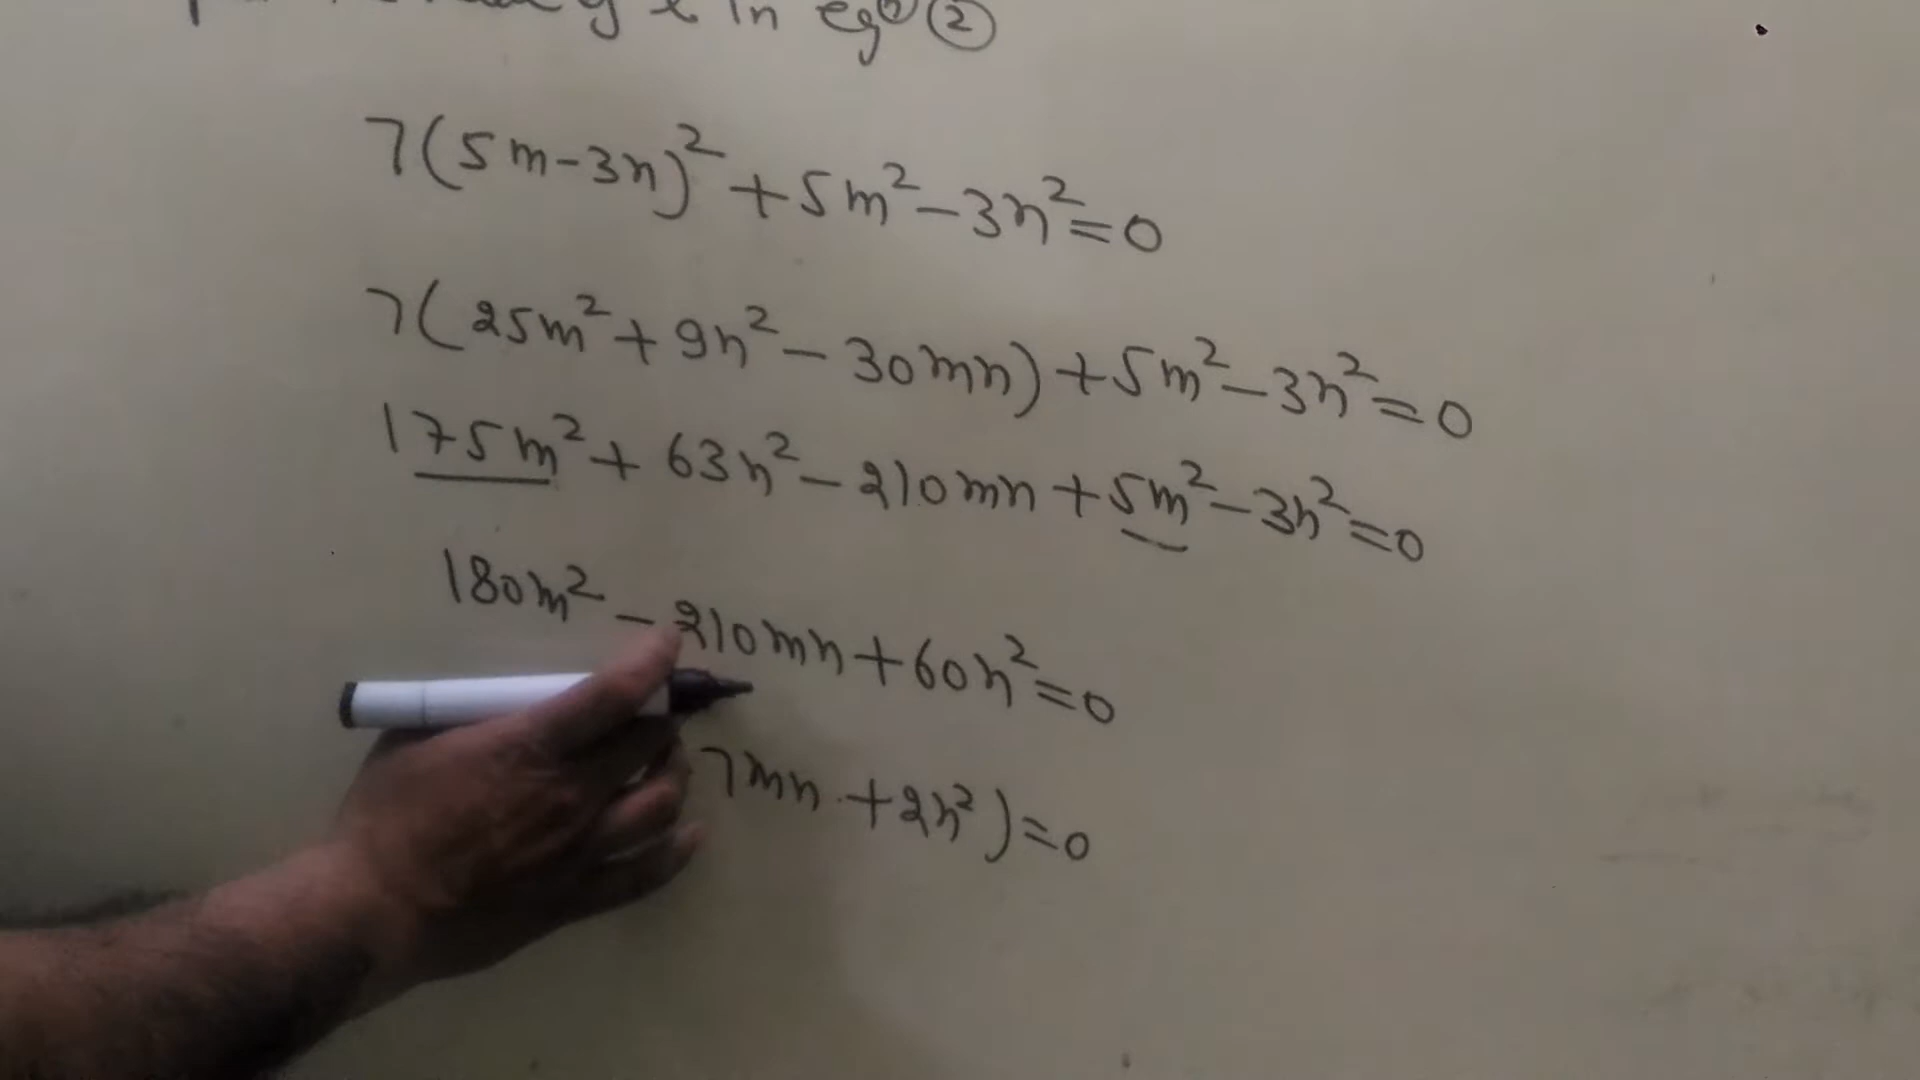 in eqⁿ ②
7(5m-3n)² + 5m² - 3n² = 0
7(25m² + 9n² - 30mn) + 5m² - 3n² = 0
175m² + 63n² - 210mn + 5m² - 3n² = 0
180m² - 210mn + 60n² = 0
7mn + 2n²) = 0